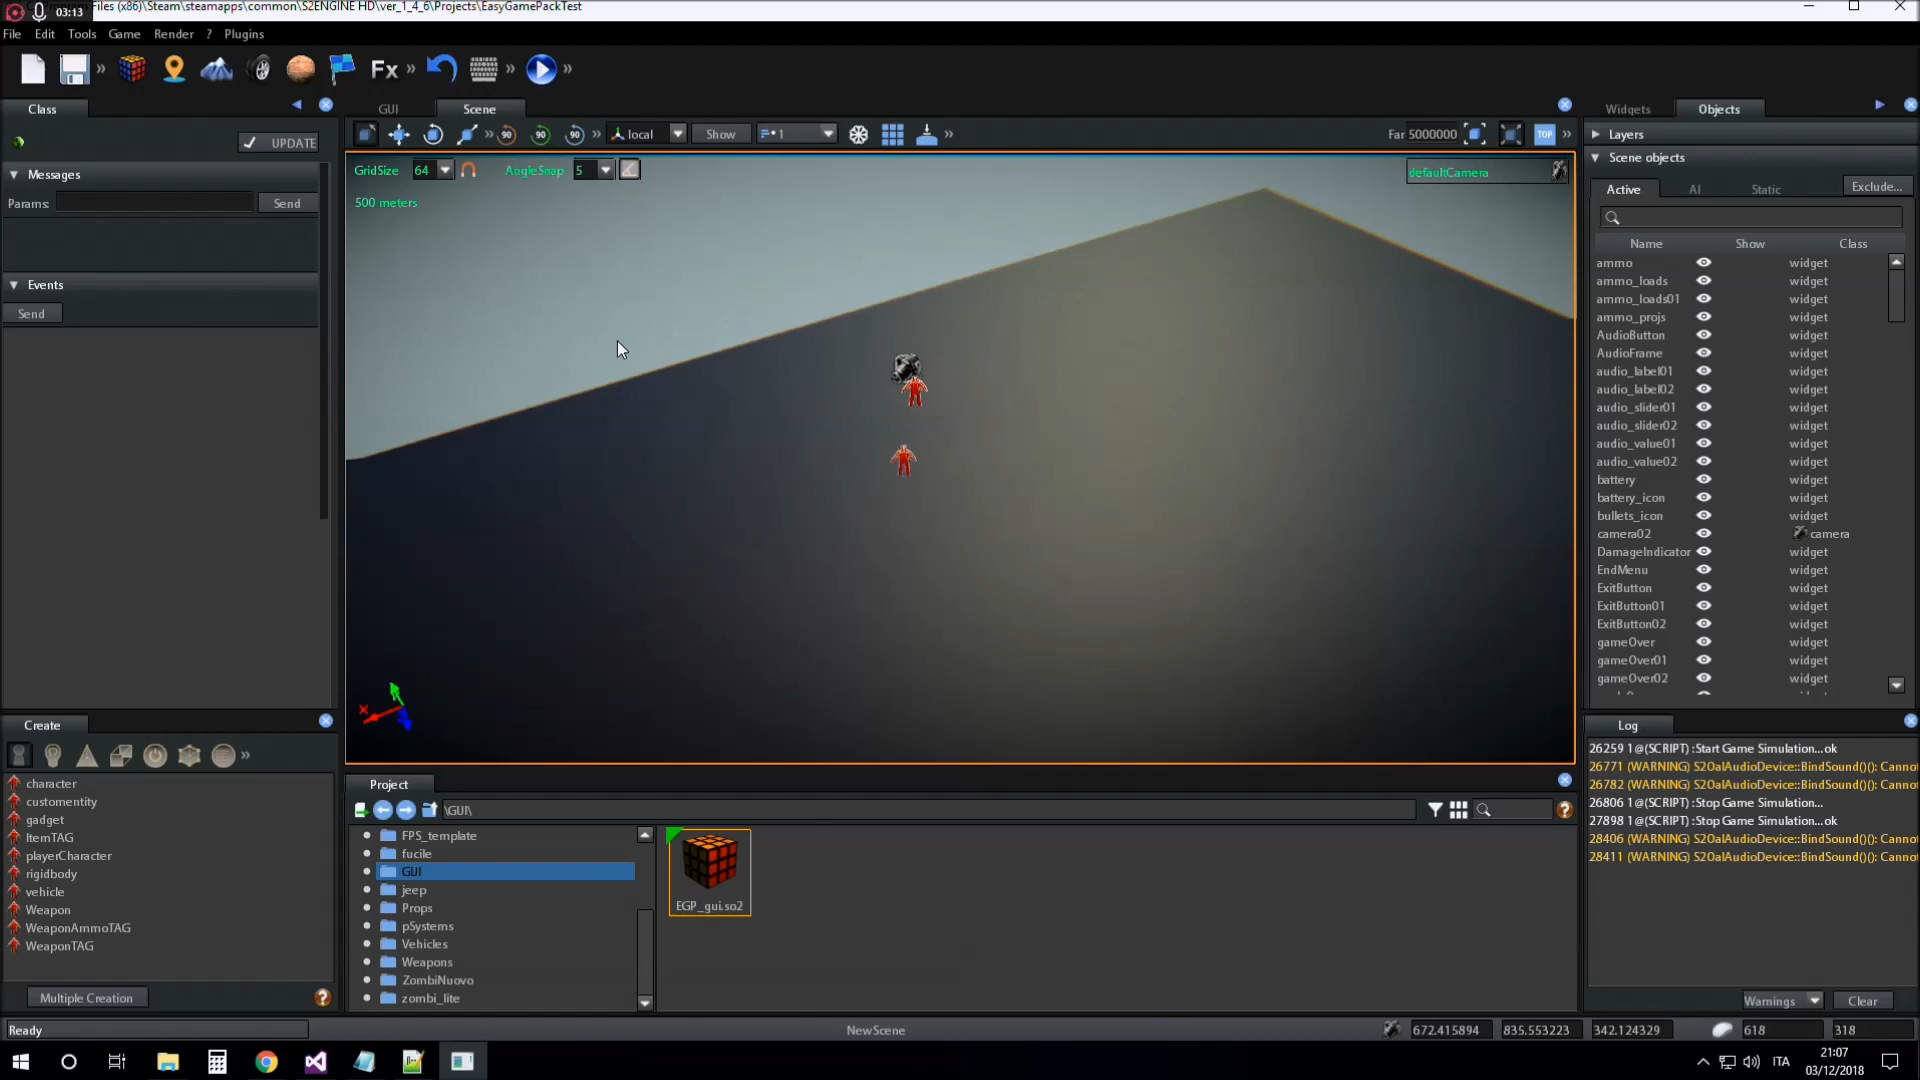 03:13
Files (x86)\Steam\steamapps\common\S2ENGINE HD\ver_1_4_6\Projects\EasyGamePackTest
File Edit Tools Game Render ? Plugins
Fx
Class
GUI Scene
Widgets Objects
UPDATE
local Show 1 Far 5000000 TOP
Layers
Messages
GridSize 64 AngleSnap 5 defaultCamera
Scene objects
Params: Send
500 meters
Active AI Static Exclude...
Name Show Class
ammo widget
ammo_loads widget
ammo_loads01 widget
ammo_projs widget
AudioButton widget
AudioFrame widget
audio_label01 widget
audio_label02 widget
audio_slider01 widget
audio_slider02 widget
audio_value01 widget
audio_value02 widget
battery widget
battery_icon widget
bullets_icon widget
camera02 camera
DamageIndicator widget
EndMenu widget
ExitButton widget
ExitButton01 widget
ExitButton02 widget
gameOver widget
gameOver01 widget
gameOver02 widget
Events
Send
Create
character
customentity
gadget
ItemTAG
playerCharacter
rigidbody
vehicle
Weapon
WeaponAmmoTAG
WeaponTAG
Multiple Creation
Project
\GUI\
FPS_template
fucile
GUI
jeep
Props
pSystems
Vehicles
Weapons
ZombiNuovo
zombi_lite
EGP_gui.so2
Log
26259 1@(SCRIPT) :Start Game Simulation...ok
26771 (WARNING) S2OalAudioDevice::BindSound()(): Canno
26782 (WARNING) S2OalAudioDevice::BindSound()(): Canno
26806 1@(SCRIPT) :Stop Game Simulation...
27898 1@(SCRIPT) :Stop Game Simulation...ok
28406 (WARNING) S2OalAudioDevice::BindSound()(): Canno
28411 (WARNING) S2OalAudioDevice::BindSound()(): Canno
Warnings Clear
Ready NewScene 672.415894 835.553223 342.124329 618 318
ITA 21:07
03/12/2018